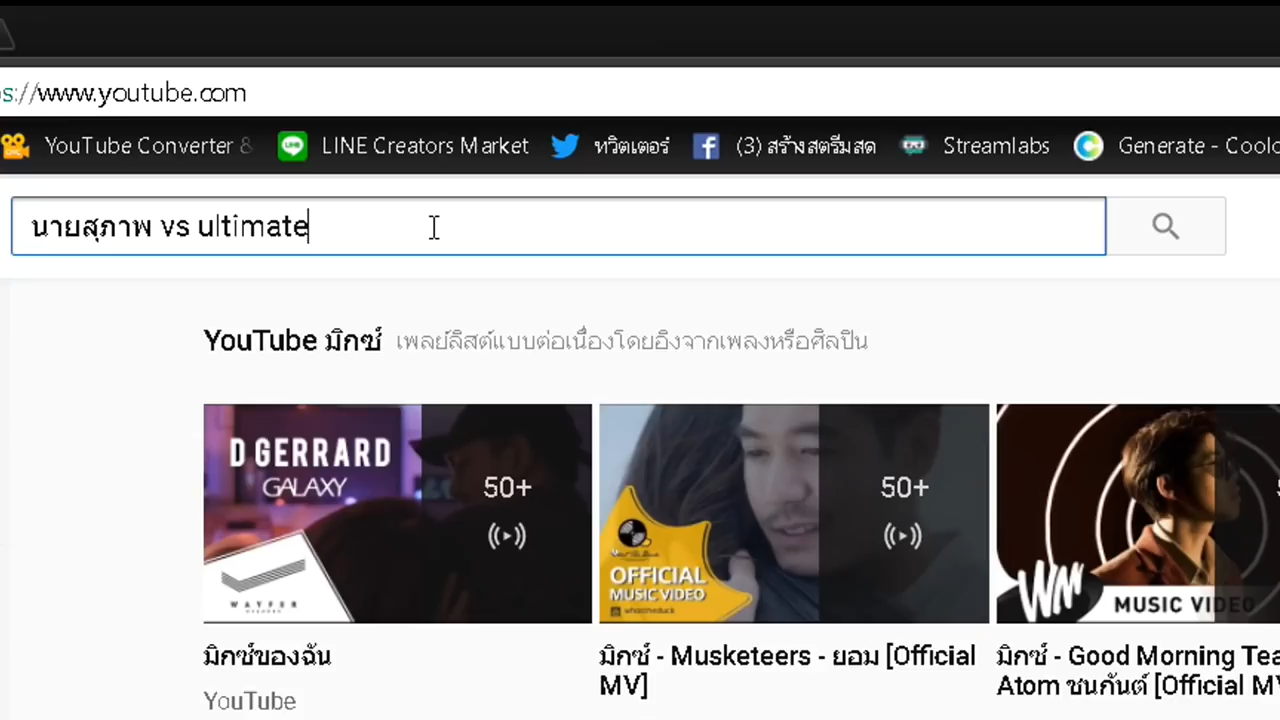 ps://www.youtube.com
YouTube Converter & LINE Creators Market ทวิตเตอร์ (3) สร้างสตรีมสด Streamlabs Generate - Coolo
นายสุภาพ vs ultimate
YouTube มิกซ์ เพลย์ลิสต์แบบต่อเนื่องโดยอิงจากเพลงหรือศิลปิน
D GERRARD
GALAXY
50+
WAYFER
RECORDS
50+
OFFICIAL
MUSIC VIDEO
whattheduck
WM
MUSIC VIDEO
มิกซ์ของฉัน
YouTube
มิกซ์ - Musketeers - ยอม [Official
MV]
มิกซ์ - Good Morning Tea
Atom ชนกันต์ [Official MV